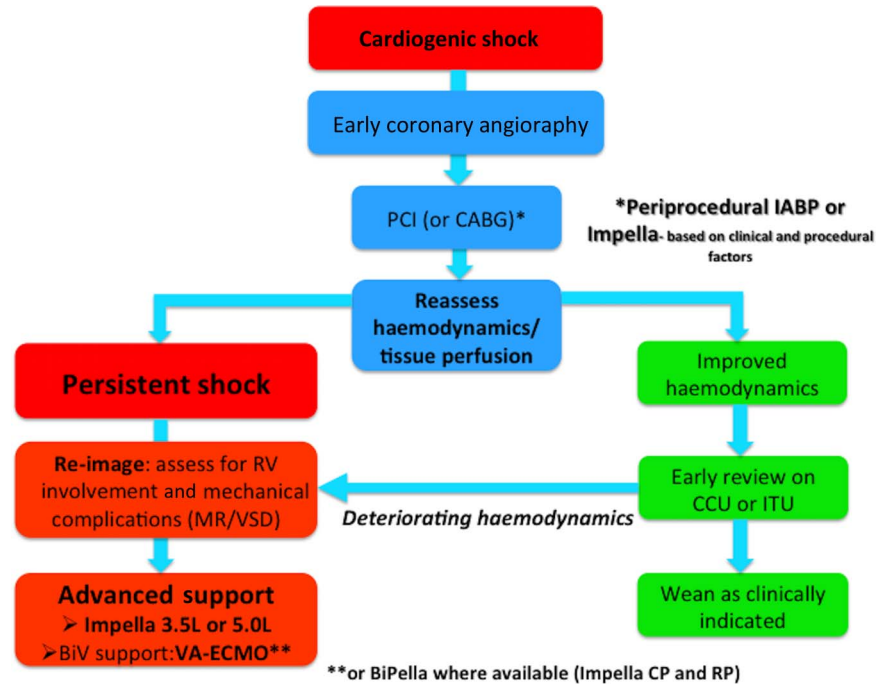 Cardiogenic shock
Early coronary angioraphy
PCI (or CABG)*
*Periprocedural IABP or
Impella- based on clinical and procedural
factors
Reassess
haemodynamics/
tissue perfusion
Persistent shock
Improved
haemodynamics
Re-image: assess for RV
involvement and mechanical
complications (MR/VSD)
Early review on
CCU or ITU
Deteriorating haemodynamics
Advanced support
➢ Impella 3.5L or 5.0L
➢BiV support:VA-ECMO**
Wean as clinically
indicated
**or BiPella where available (Impella CP and RP)